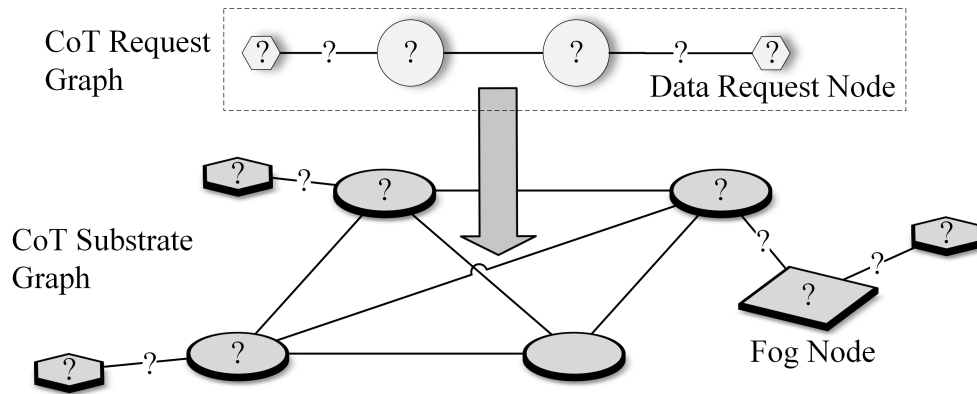 CoT Request
Graph
? ? ? ? ? ?
Data Request Node
? ? ? ?
? ?
CoT Substrate
Graph
? ?
?
? ? ?
Fog Node